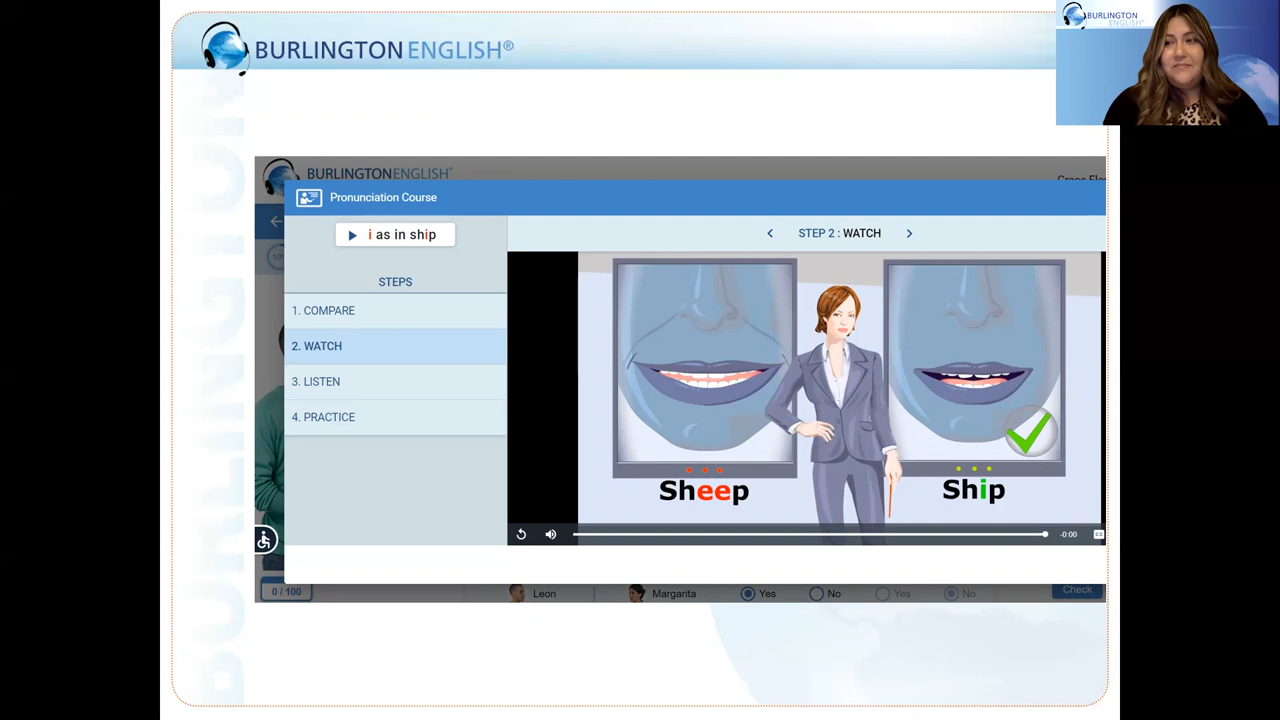 BURLINGTON ENGLISH®
BURLINGTON
ENGLISH
BURLINGTON ENGLISH
Pronunciation Course
i as in ship
STEP 2 : WATCH
STEPS
1. COMPARE
2. WATCH
3. LISTEN
4. PRACTICE
Sheep
Ship
-0:00
CC
0 / 100
Leon
Margarita
Yes
No
Yes
No
Check